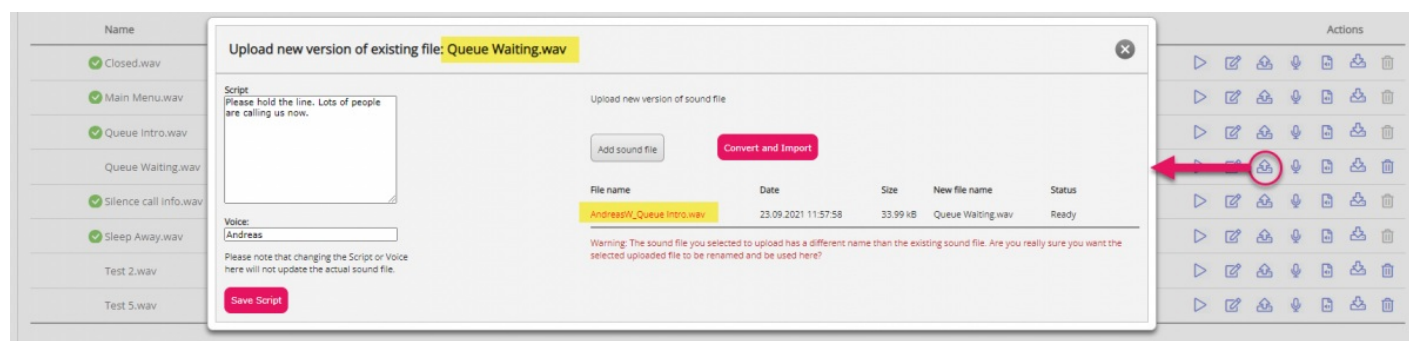 Name
Actions
Closed.wav
Main Menu.wav
Queue Intro.wav
Queue Waiting.wav
Silence call info.wav
Sleep Away.wav
Test 2.wav
Test 5.wav
Upload new version of existing file: Queue Waiting.wav
Script
Please hold the line. Lots of people
are calling us now.
Voice:
Andreas
Please note that changing the Script or Voice
here will not update the actual sound file.
Save Script
Upload new version of sound file
Add sound file
Convert and Import
File name Date Size New file name Status
AndreasW_Queue Intro.wav 23.09.2021 11:57:58 33.99 kB Queue Waiting.wav Ready
Warning: The sound file you selected to upload has a different name than the existing sound file. Are you really sure you want the
selected uploaded file to be renamed and be used here?